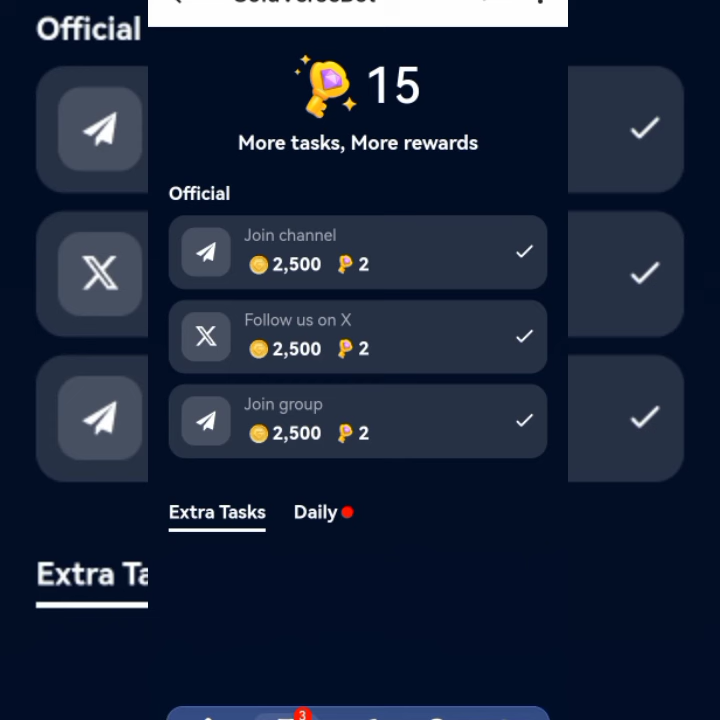 Official
15
More tasks, More rewards
Official
Join channel
2,500 2
Follow us on X
2,500 2
Join group
2,500 2
Extra Tasks Daily
Extra Ta
3